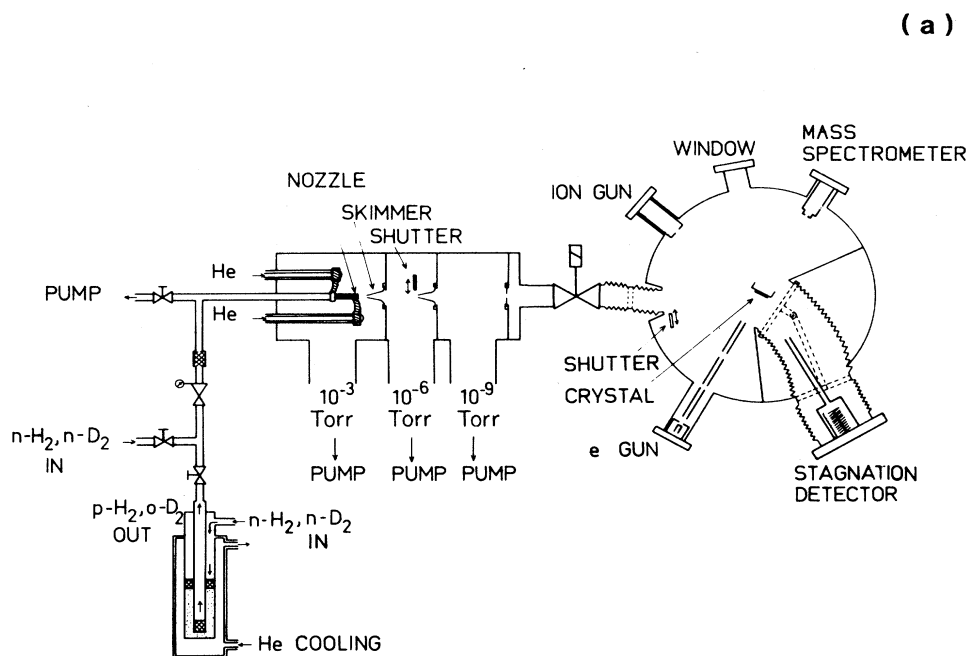 (a)
MASS
SPECTROMETER
WINDOW
ION GUN
NOZZLE
SKIMMER
SHUTTER
He
PUMP
He
SHUTTER
CRYSTAL
10-3
Torr
PUMP
10-6
Torr
PUMP
10-9
Torr
PUMP
e GUN
STAGNATION
DETECTOR
n-H2,n-D2
IN
p-H2,o-D2
OUT
n-H2,n-D2
IN
He COOLING